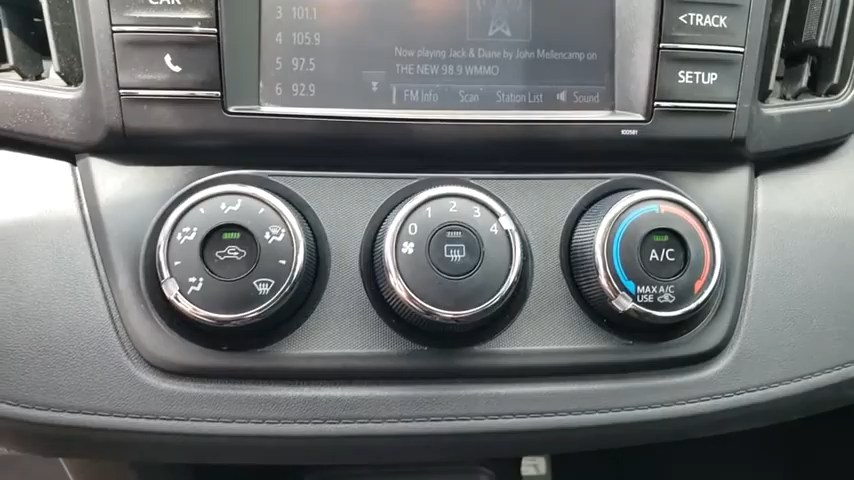 CAR
3 101.1
4 105.9
5 97.5
6 92.9
Now playing Jack & Diane by John Mellencamp on
THE NEW 98.9 WMMO
FM Info Scan Station List Sound
<TRACK
SETUP
100581
0 1 2 3 4
A/C
MAX A/C
USE